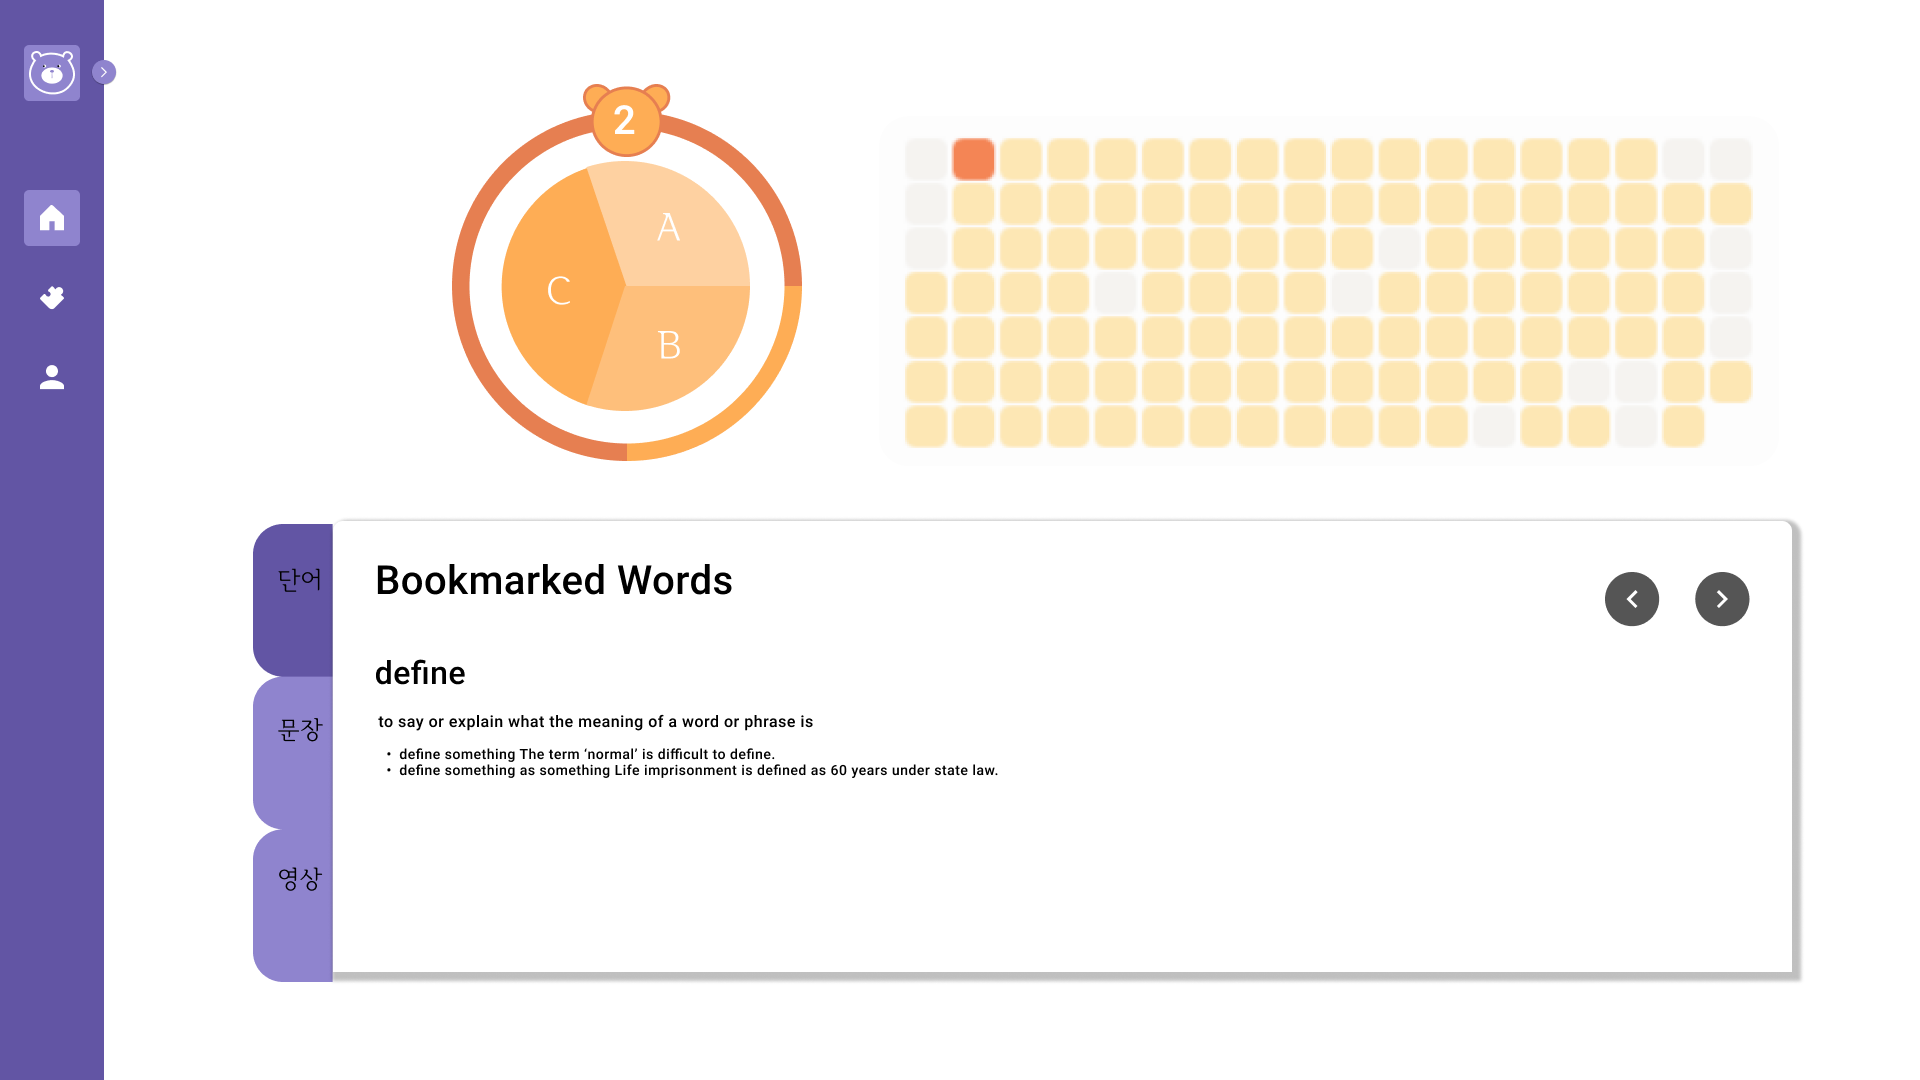 2
A
C
B
단어
Bookmarked Words
define
문장
to say or explain what the meaning of a word or phrase is
• define something The term ‘normal’ is difficult to define.
• define something as something Life imprisonment is defined as 60 years under state law.
영상